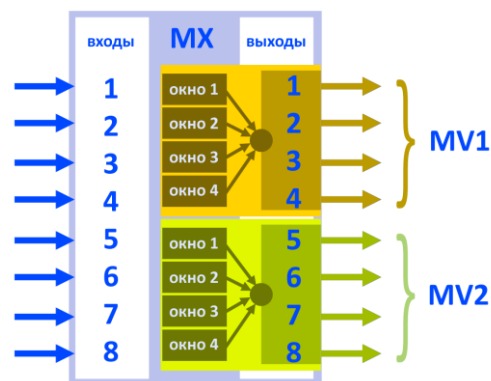 входы MX выходы
1 окно 1 1
2 окно 2 2
3 окно 3 3
4 окно 4 4
MV1
5 окно 1 5
6 окно 2 6
7 окно 3 7
8 окно 4 8
MV2